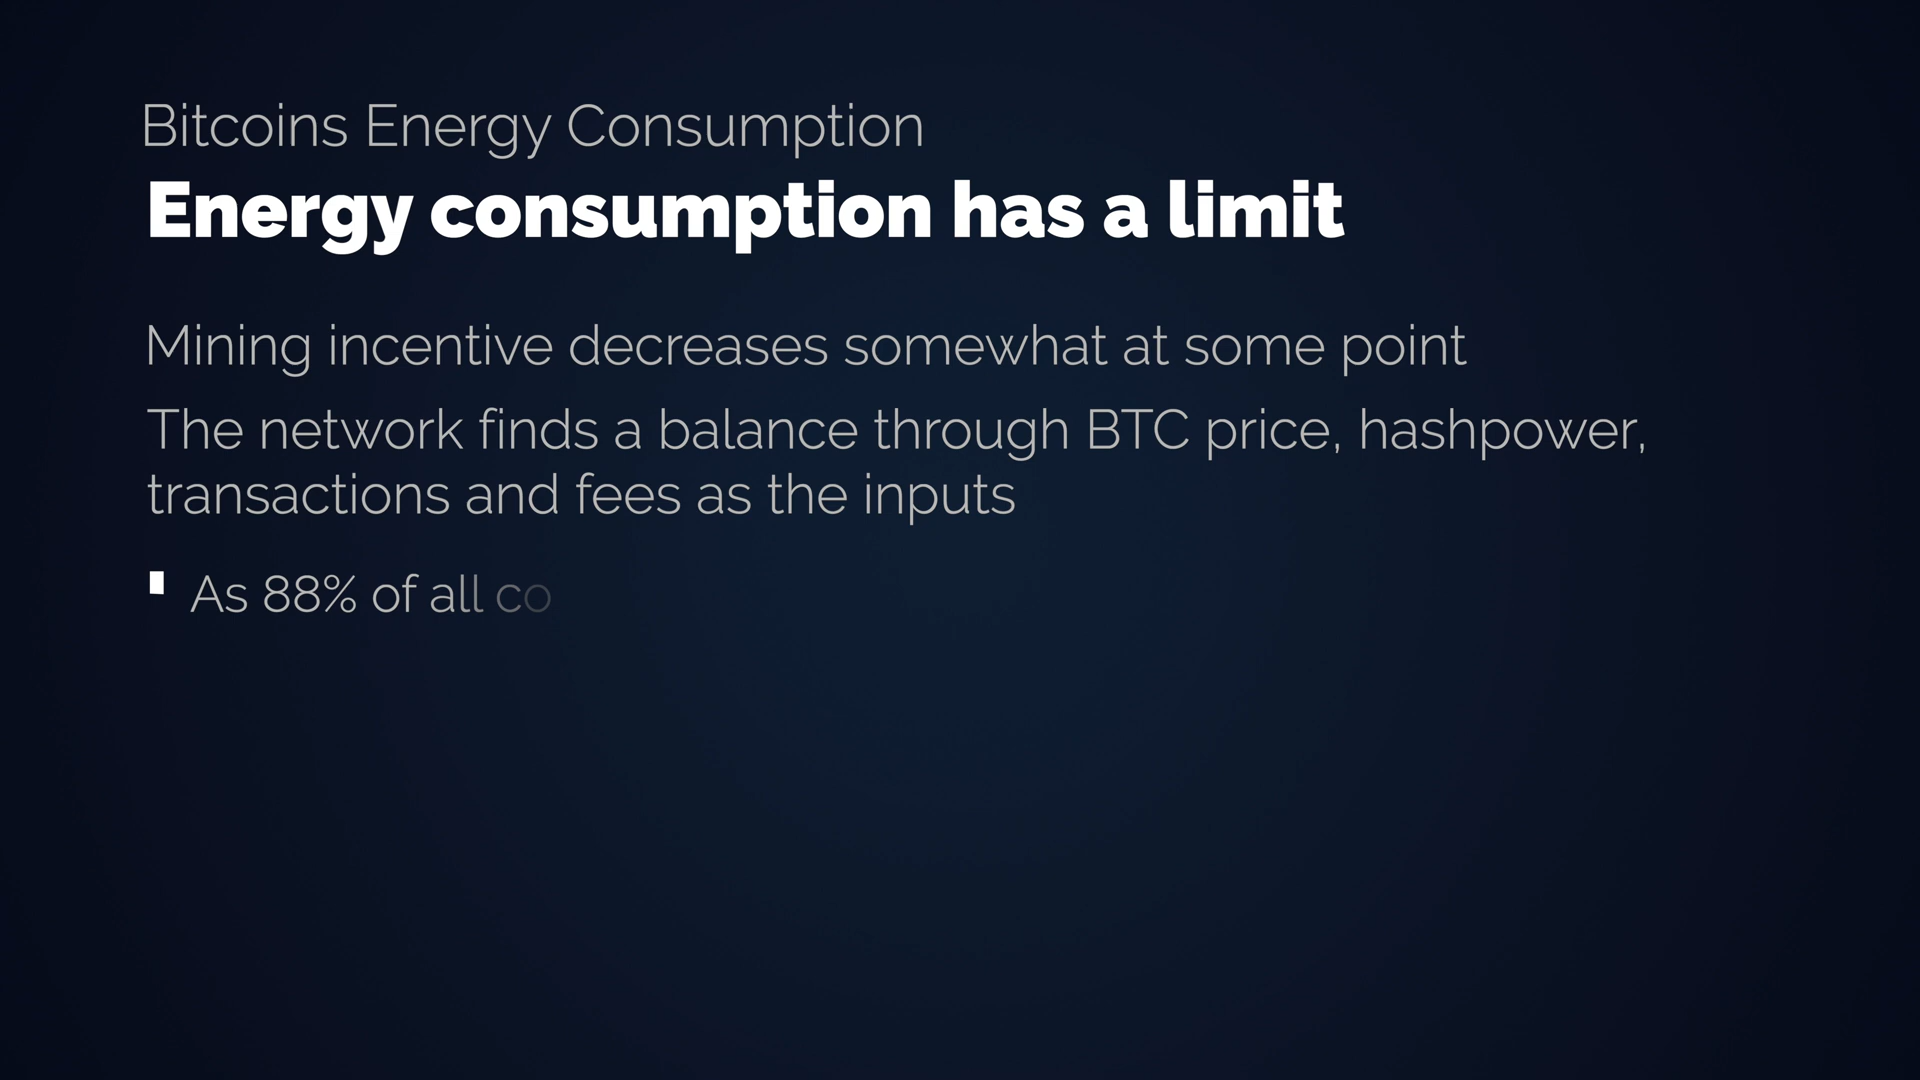 Bitcoins Energy Consumption
Energy consumption has a limit
Mining incentive decreases somewhat at some point
The network finds a balance through BTC price, hashpower,
transactions and fees as the inputs
As 88% of all co